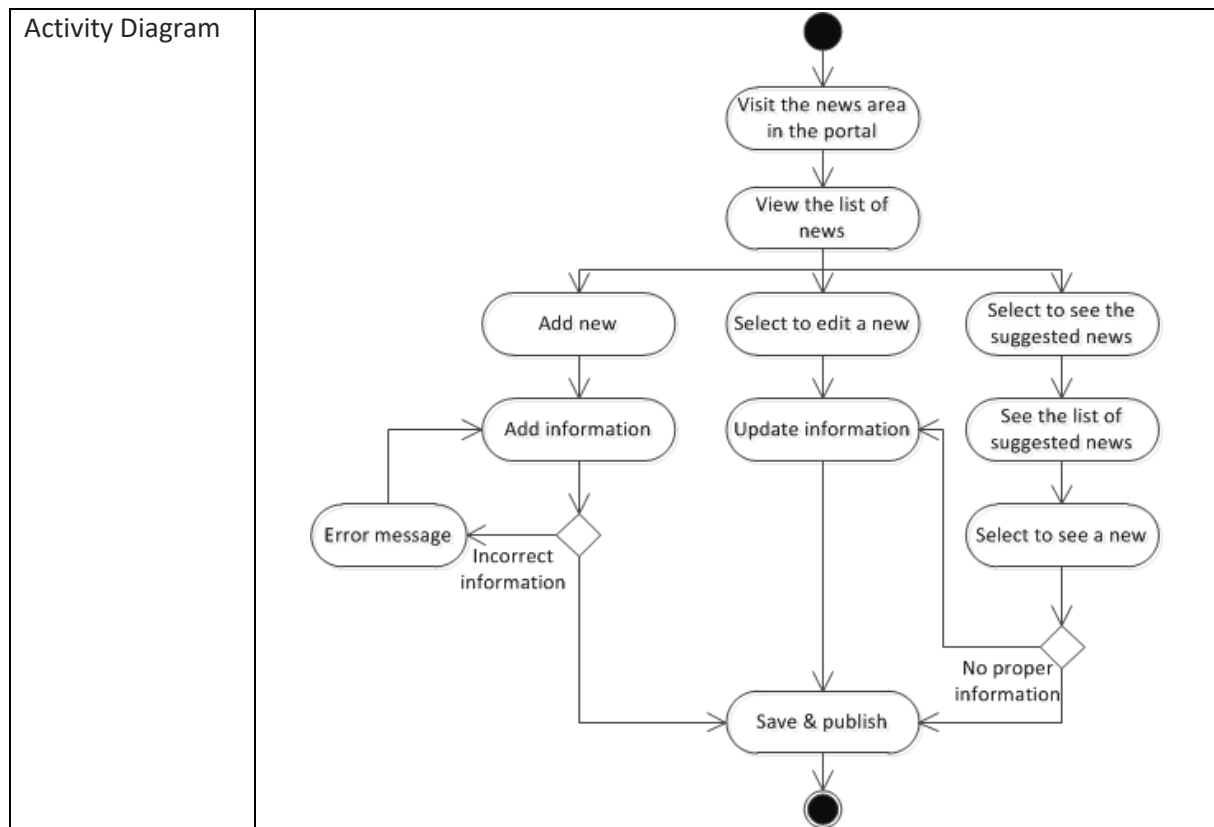 Activity Diagram
Visit the news area
in the portal
View the list of
news
Add new
Select to edit a new
Select to see the
suggested news
Add information
Update information
See the list of
suggested news
Error message
Incorrect
information
Select to see a new
No proper
information
Save & publish